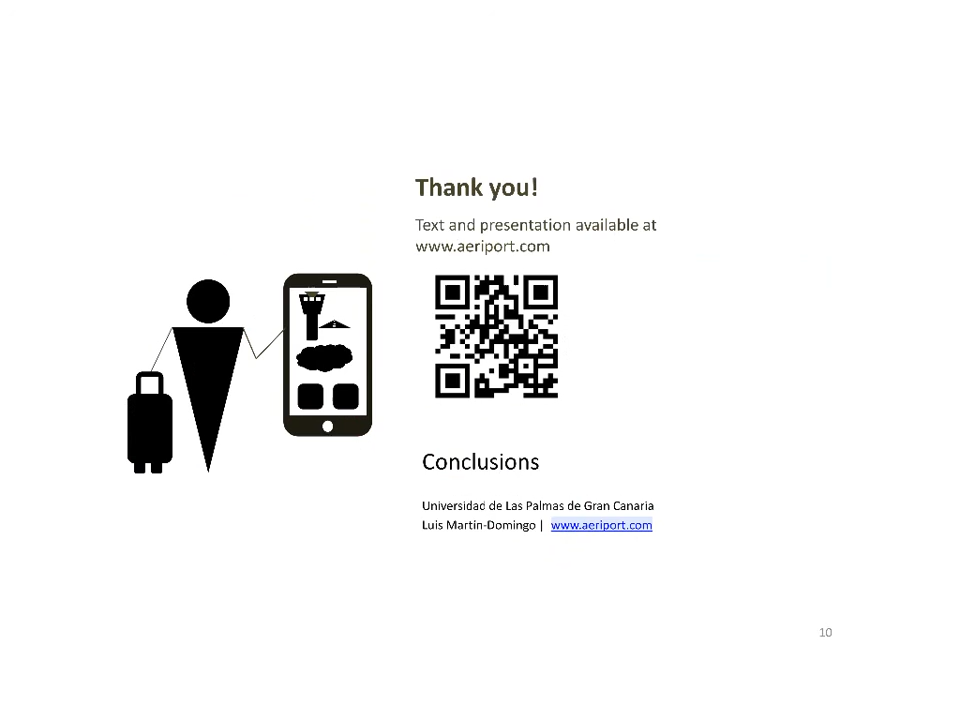 Thank you!
Text and presentation available at
www.aeriport.com
Conclusions
Universidad de Las Palmas de Gran Canaria
Luis Martín-Domingo | www.aeriport.com
10